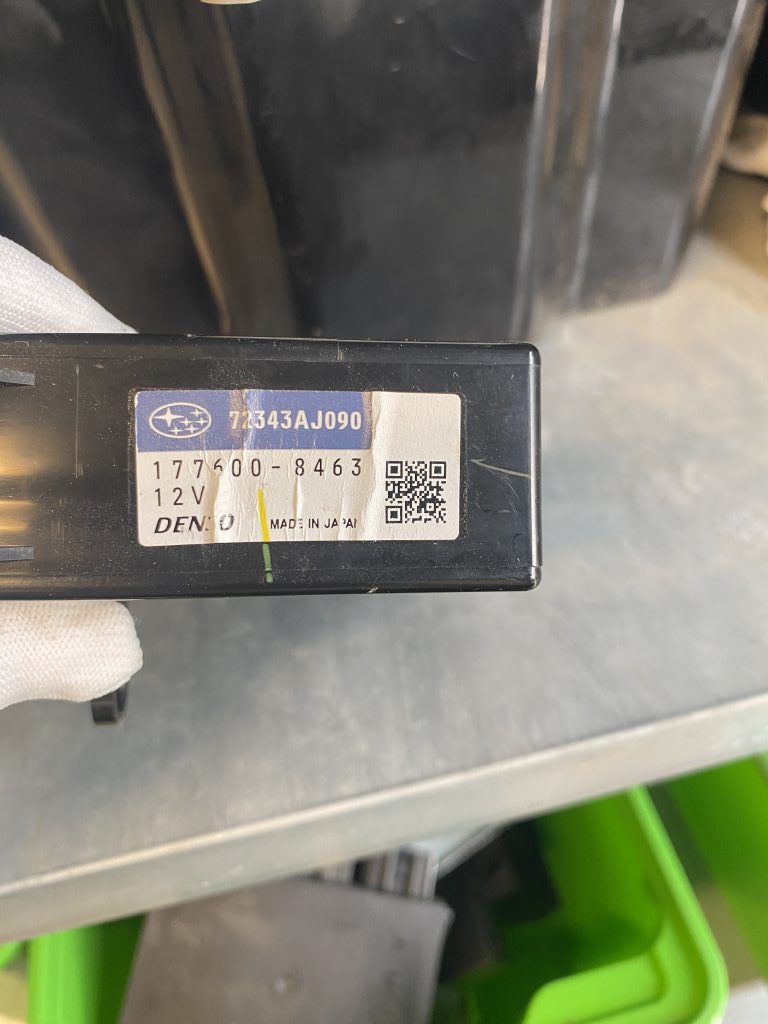 72343AJ090
177600-8463
12V
DENSO MADE IN JAPAN